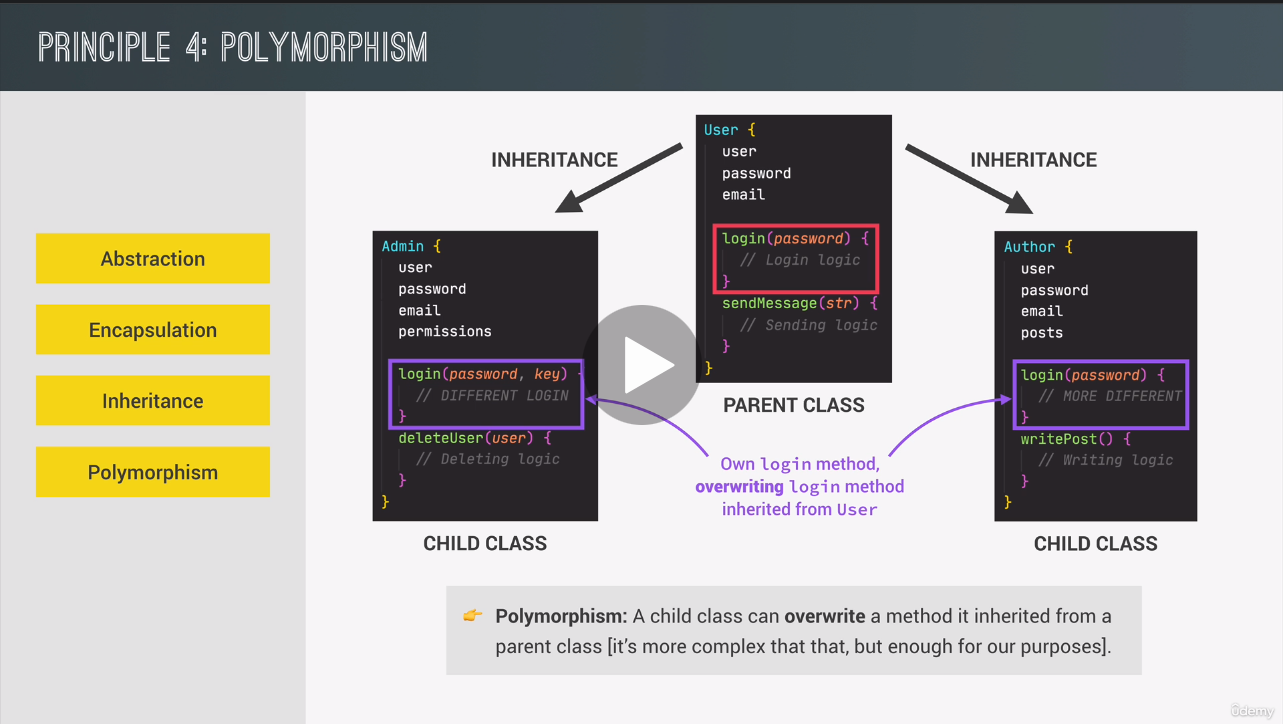 PRINCIPLE 4: POLYMORPHISM
Abstraction
Encapsulation
Inheritance
Polymorphism
INHERITANCE
INHERITANCE
User {
user
password
email
login(password) {
// Login logic
}
sendMessage(str) {
// Sending logic
}
}
PARENT CLASS
Admin {
user
password
email
permissions
login(password, key) {
// DIFFERENT LOGIN
}
deleteUser(user) {
// Deleting logic
}
}
CHILD CLASS
Author {
user
password
email
posts
login(password) {
// MORE DIFFERENT
}
writePost() {
// Writing logic
}
}
CHILD CLASS
Own login method,
overwriting login method
inherited from User
👉 Polymorphism: A child class can overwrite a method it inherited from a
parent class [it’s more complex that that, but enough for our purposes].
ûdemy